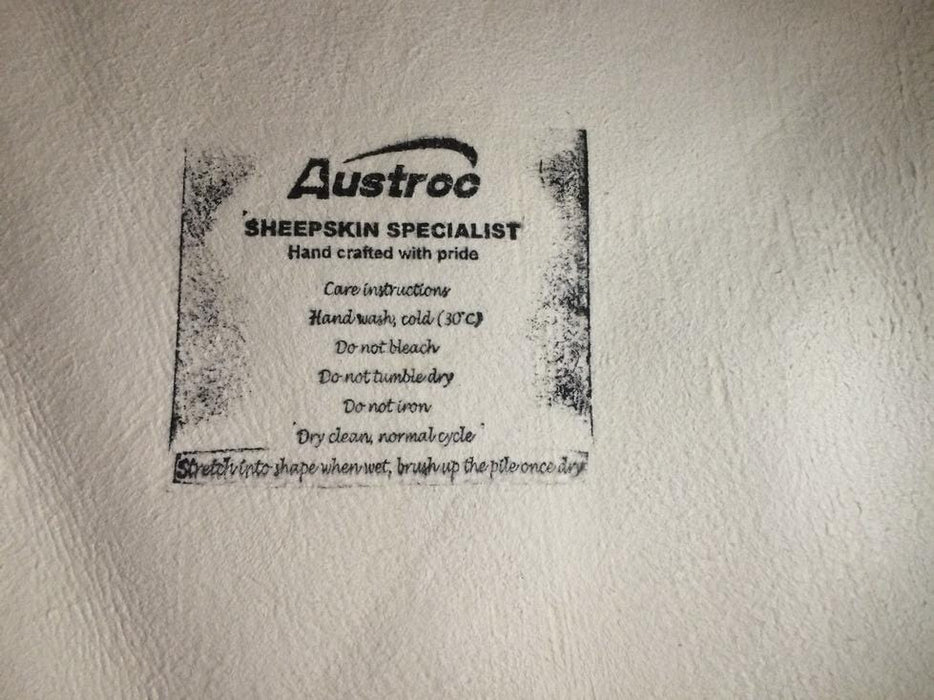 Austroc
SHEEPSKIN SPECIALIST
Hand crafted with pride
Care instructions
Hand wash, cold (30°C)
Do not bleach
Do not tumble dry
Do not iron
Dry clean, normal cycle
Stretch into shape when wet, brush up the pile once dry